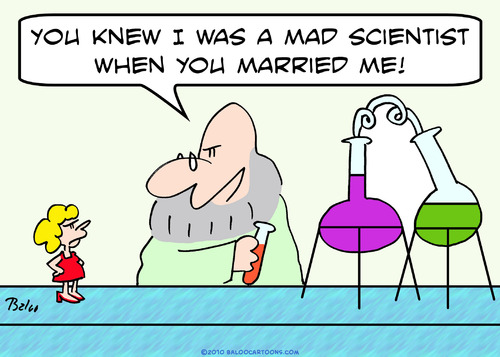 YOU KNEW I WAS A MAD SCIENTIST
WHEN YOU MARRIED ME!
Baloo
©2010 BALOOCARTOONS.COM